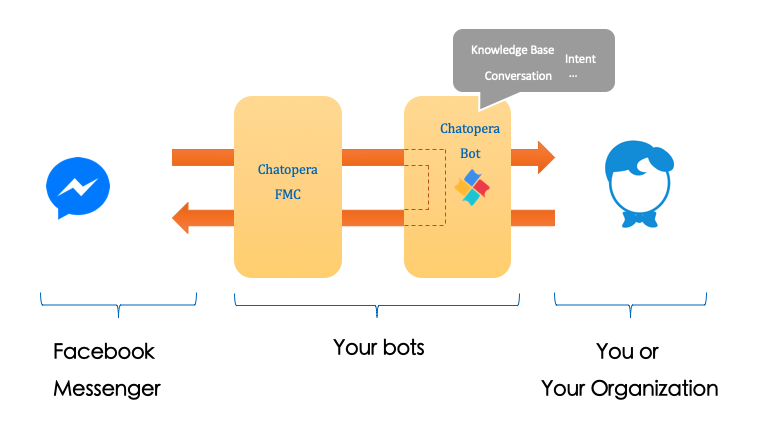 Knowledge Base
Intent
Conversation ...
Chatopera
FMC
Chatopera
Bot
Facebook
Messenger
Your bots
You or
Your Organization